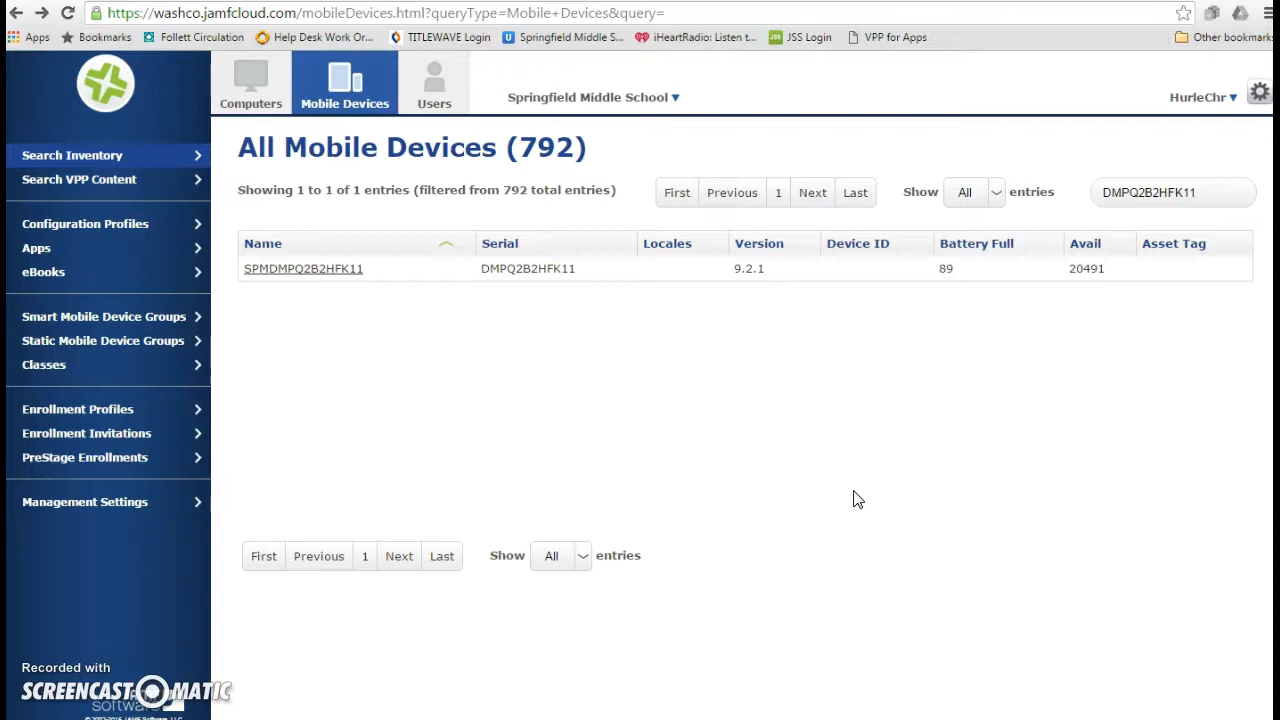 https://washco.jamfcloud.com/mobileDevices.html?queryType=Mobile+Devices&query=
Apps Bookmarks Follett Circulation Help Desk Work Or... TITLEWAVE Login Springfield Middle S... iHeartRadio: Listen t... JSS JSS Login VPP for Apps Other bookmarks
Computers Mobile Devices Users
Springfield Middle School ▼ HurleChr ▼
Search Inventory
Search VPP Content
Configuration Profiles
Apps
eBooks
Smart Mobile Device Groups
Static Mobile Device Groups
Classes
Enrollment Profiles
Enrollment Invitations
PreStage Enrollments
Management Settings
All Mobile Devices (792)
Showing 1 to 1 of 1 entries (filtered from 792 total entries) First Previous 1 Next Last Show All entries DMPQ2B2HFK11
Name Serial Locales Version Device ID Battery Full Avail Asset Tag
SPMDMPQ2B2HFK11 DMPQ2B2HFK11 9.2.1 89 20491
First Previous 1 Next Last Show All entries
Recorded with
SCREENCAST MATIC
software